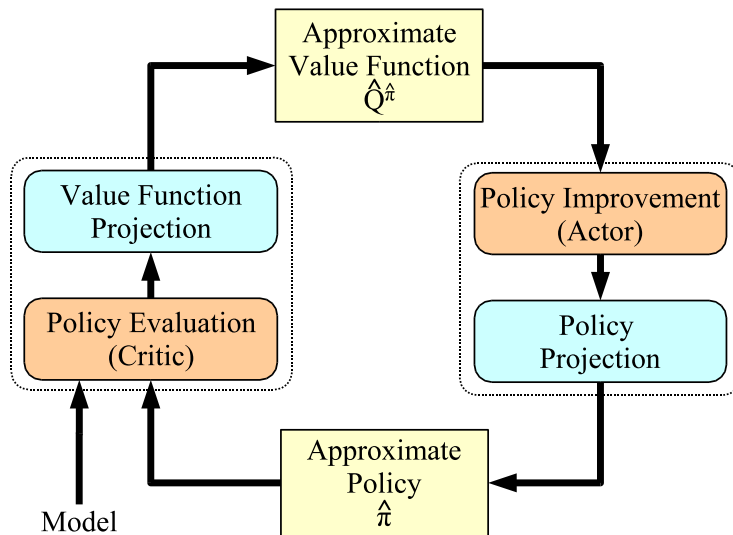 Approximate
Value Function
Q̂^π̂
Value Function
Projection
Policy Improvement
(Actor)
Policy Evaluation
(Critic)
Policy
Projection
Approximate
Policy
π̂
Model